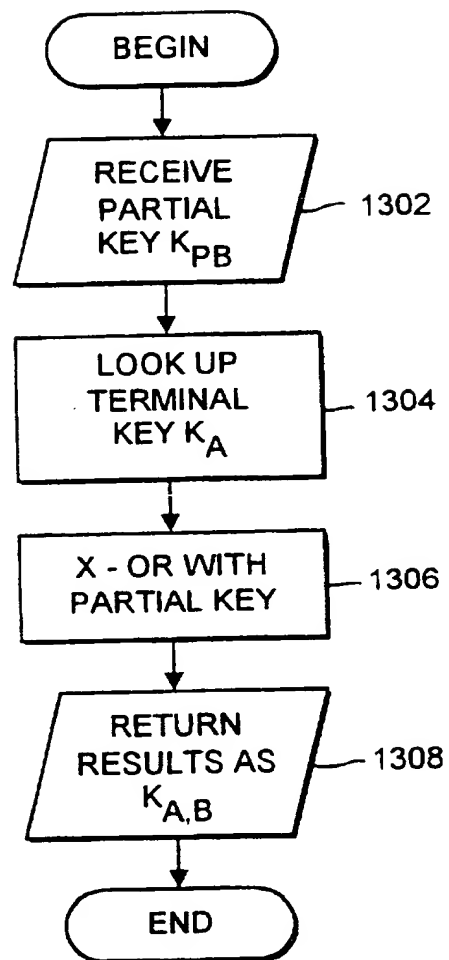 BEGIN
RECEIVE
PARTIAL
KEY K_PB
1302
LOOK UP
TERMINAL
KEY K_A
1304
X - OR WITH
PARTIAL KEY
1306
RETURN
RESULTS AS
K_A,B
1308
END